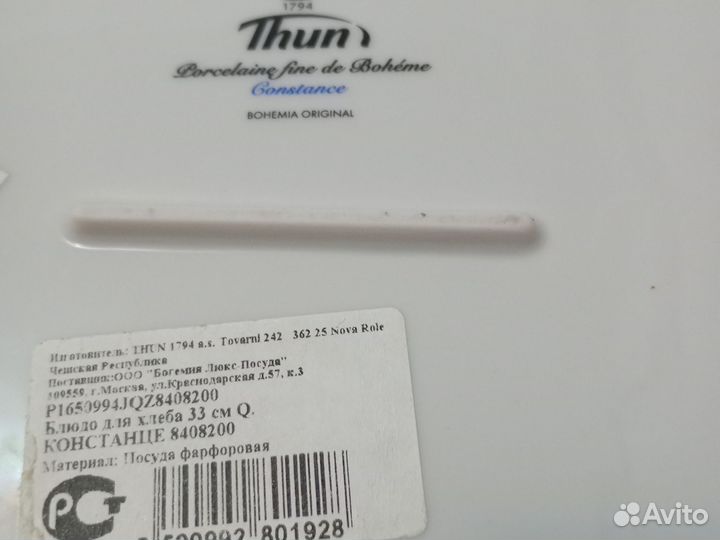 1794
Thun
Porcelaine fine de Bohéme
Constance
BOHEMIA ORIGINAL
Изготовитель: THUN 1794 a.s. Tovarni 242 362 25 Nova Role
Чешская Республика
Поставщик:ООО "Богемия Люкс-Посуда"
109559, г.Москва, ул.Краснодарская д.57, к.3
P1650994JQZ8408200
Блюдо для хлеба 33 см Q.
КОНСТАНЦЕ 8408200
Материал: Посуда фарфоровая
РСТ
801928
Avito